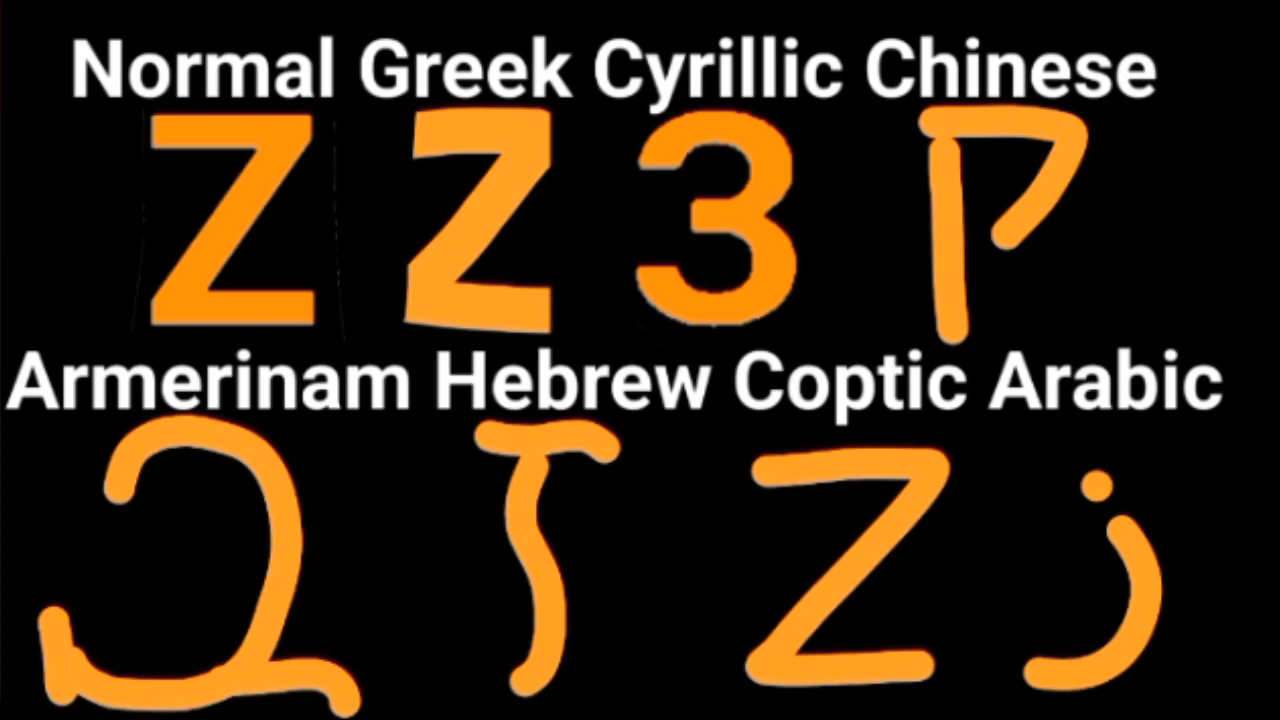 Normal Greek Cyrillic Chinese
Z Ζ З ㄗ
Armerinam Hebrew Coptic Arabic
Զ ז Ⲍ ز